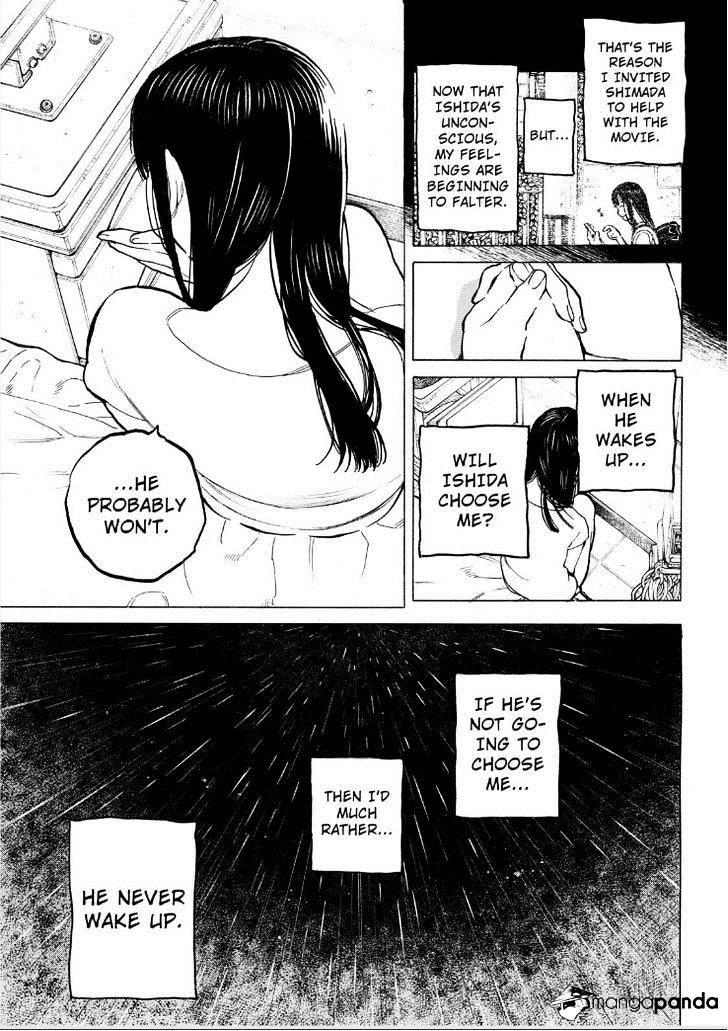 THAT'S THE
REASON
I INVITED
SHIMADA
TO HELP
WITH THE
MOVIE.
BUT...
NOW THAT
ISHIDA'S
UNCON-
SCIOUS,
MY FEEL-
INGS ARE
BEGINNING
TO FALTER.
WHEN
HE
WAKES
UP...
WILL
ISHIDA
CHOOSE
ME?
...HE
PROBABLY
WON'T.
IF HE'S
NOT GO-
ING TO
CHOOSE
ME...
THEN I'D
MUCH
RATHER...
HE NEVER
WAKE UP.
mangapanda